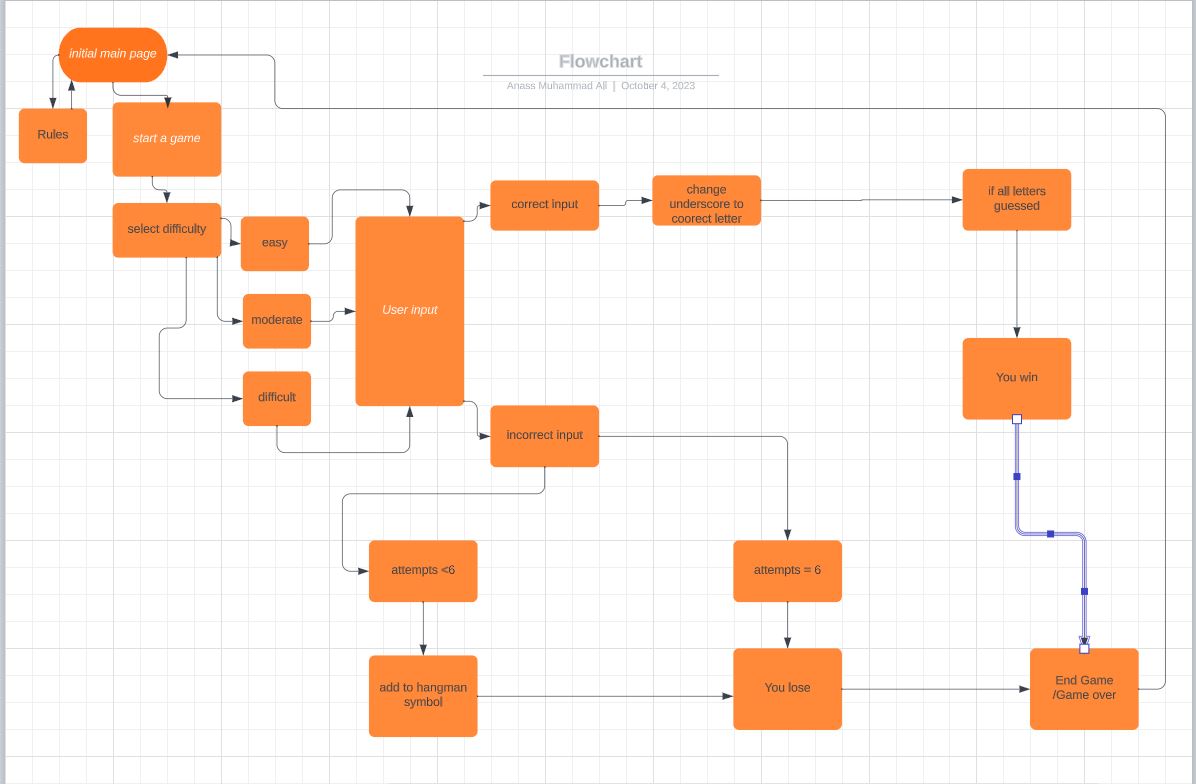 initial main page
Flowchart
Anass Muhammad Ali | October 4, 2023
Rules
start a game
select difficulty
easy
moderate
difficult
User input
correct input
change
underscore to
coorect letter
if all letters
guessed
You win
incorrect input
attempts <6
attempts = 6
add to hangman
symbol
You lose
End Game
/Game over